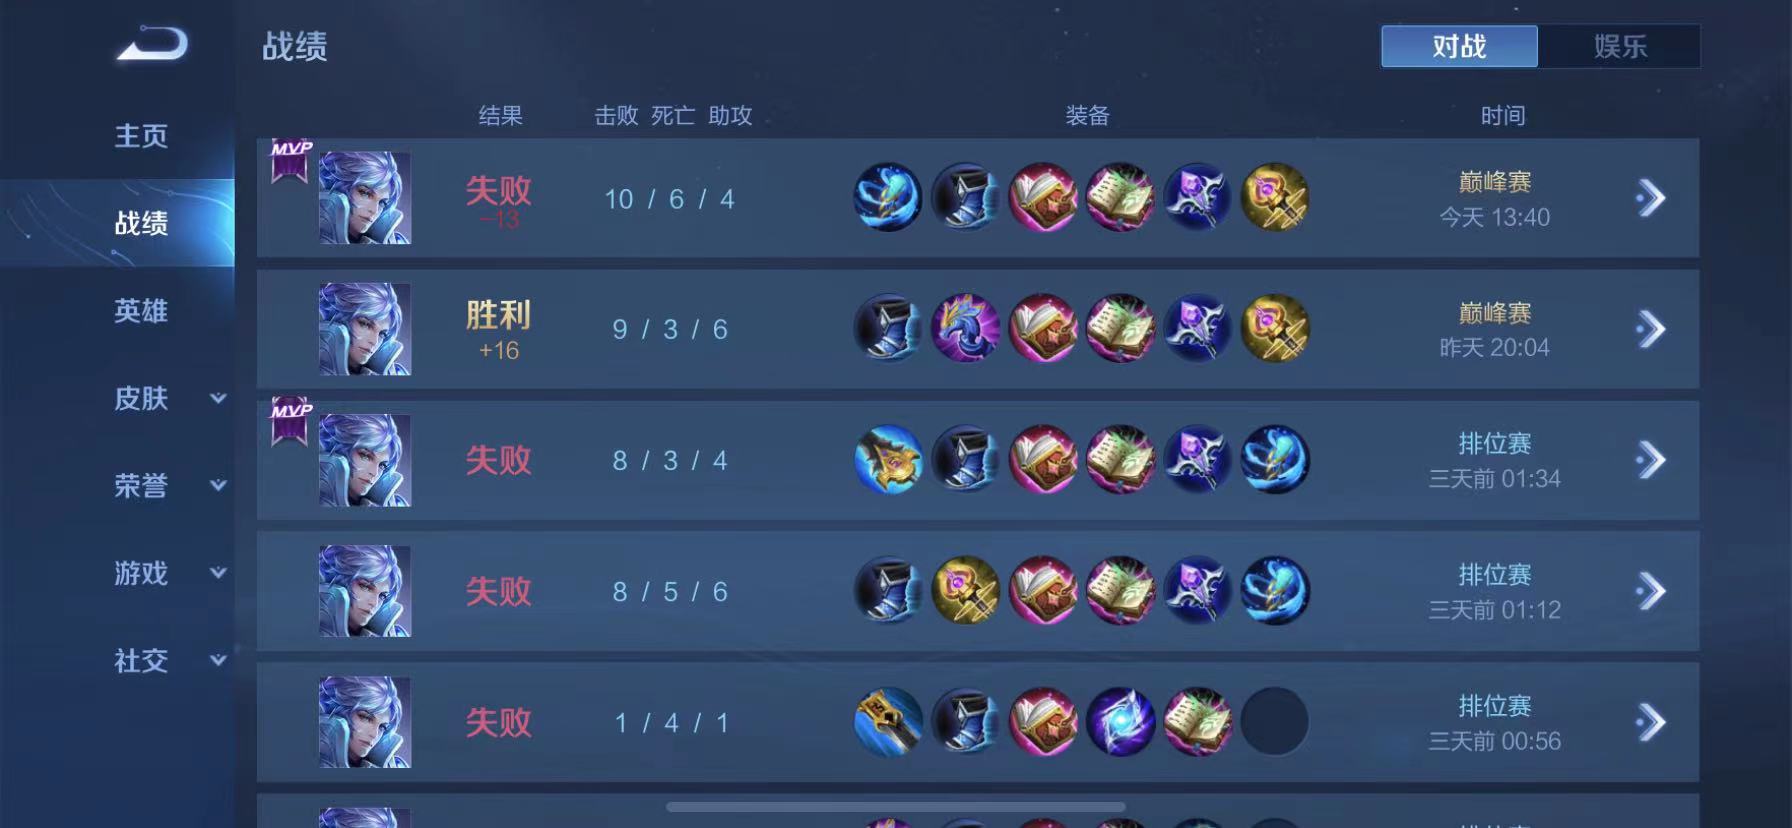 战绩
对战 娱乐
主页
战绩
英雄
皮肤
荣誉
游戏
社交
结果 击败 死亡 助攻 装备 时间
MVP
失败
-13
10 / 6 / 4
巅峰赛
今天 13:40
胜利
+16
9 / 3 / 6
巅峰赛
昨天 20:04
MVP
失败
8 / 3 / 4
排位赛
三天前 01:34
失败
8 / 5 / 6
排位赛
三天前 01:12
失败
1 / 4 / 1
排位赛
三天前 00:56